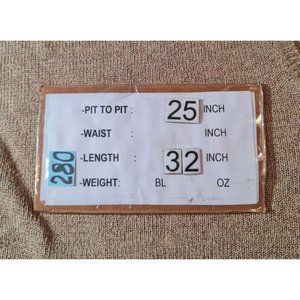 -PIT TO PIT : 25 INCH
-WAIST : INCH
-LENGTH : 32 INCH
-WEIGHT: BL OZ
280